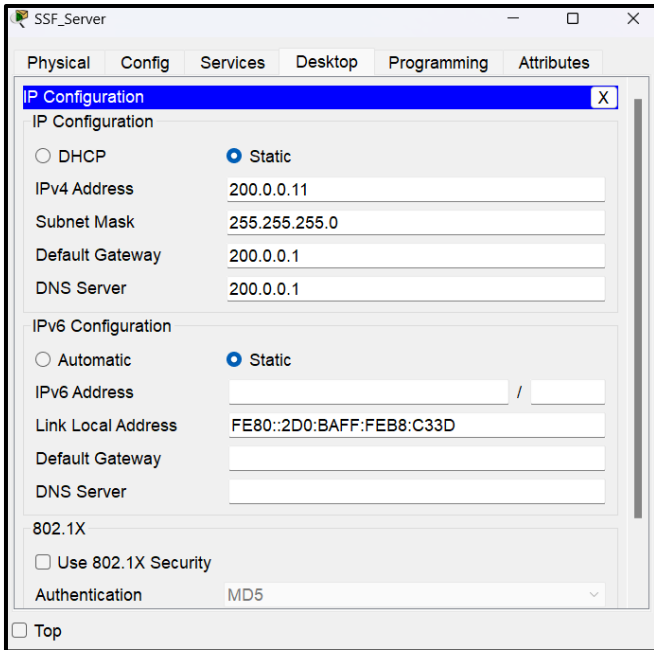 SSF_Server
Physical Config Services Desktop Programming Attributes
IP Configuration X
IP Configuration
DHCP Static
IPv4 Address 200.0.0.11
Subnet Mask 255.255.255.0
Default Gateway 200.0.0.1
DNS Server 200.0.0.1
IPv6 Configuration
Automatic Static
IPv6 Address /
Link Local Address FE80::2D0:BAFF:FEB8:C33D
Default Gateway
DNS Server
802.1X
Use 802.1X Security
Authentication MD5
Top